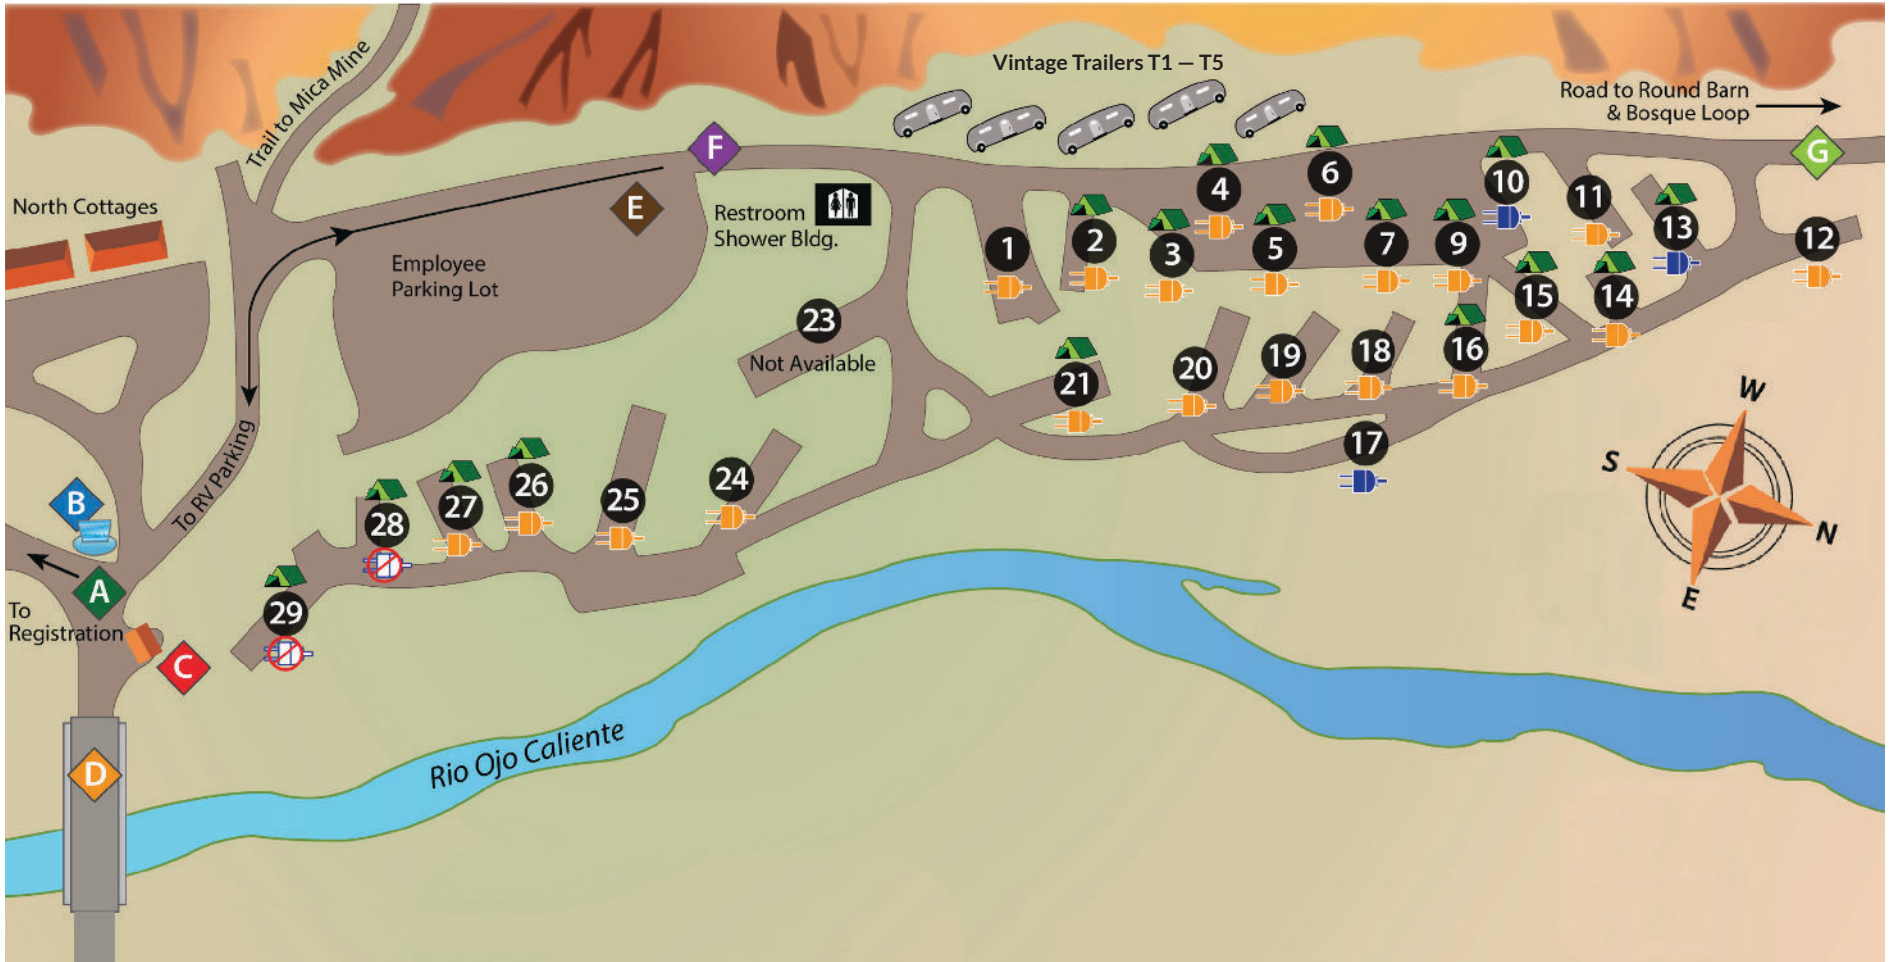 Vintage Trailers T1 – T5
Road to Round Barn
& Bosque Loop
Trail to Mica Mine
North Cottages
F
G
E
Restroom
Shower Bldg.
Employee
Parking Lot
1
2
3
4
5
6
7
9
10
11
13
12
15
14
23
Not Available
21
20
19
18
16
17
To RV Parking
B
28
27
26
25
24
29
A
To
Registration
C
D
Rio Ojo Caliente
W
S
N
E